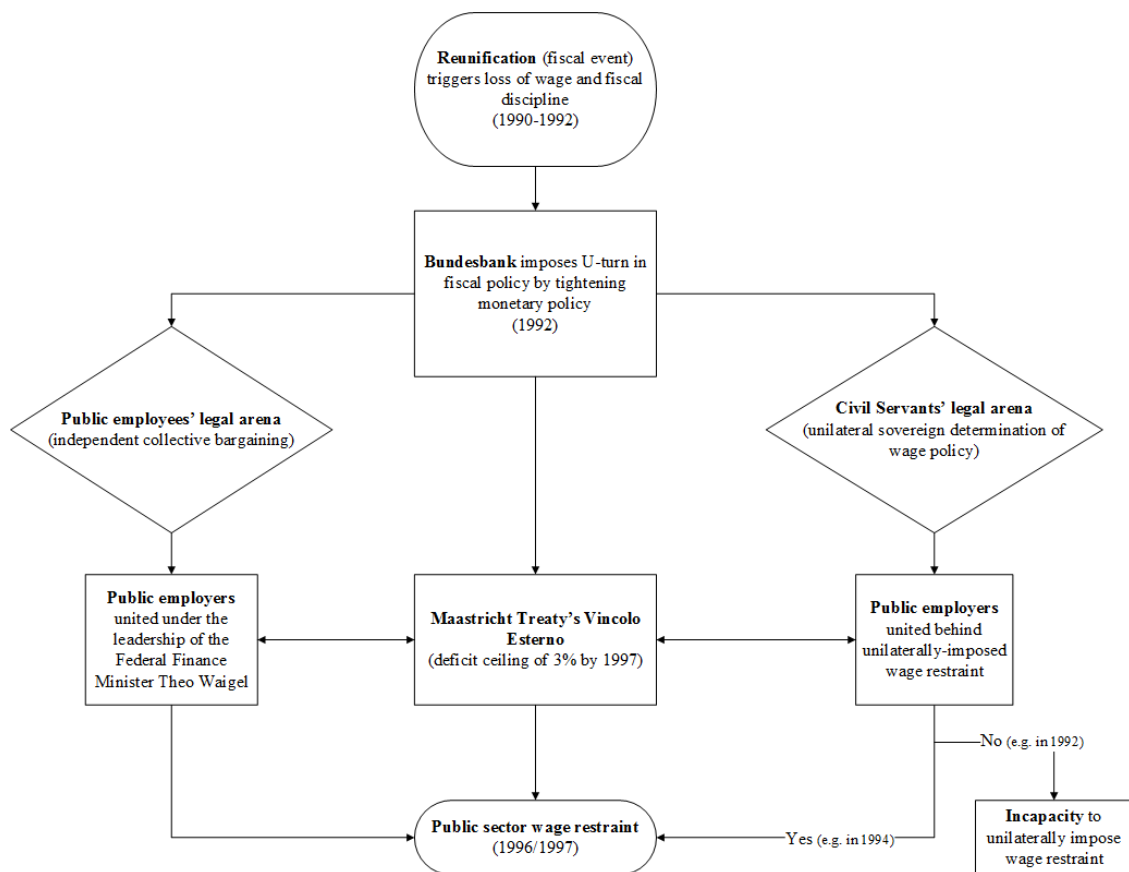 Reunification (fiscal event)
triggers loss of wage and fiscal
discipline
(1990-1992)
Bundesbank imposes U-turn in
fiscal policy by tightening
monetary policy
(1992)
Public employees’ legal arena
(independent collective bargaining)
Civil Servants’ legal arena
(unilateral sovereign determination of
wage policy)
Public employers
united under the
leadership of the
Federal Finance
Minister Theo Waigel
Maastricht Treaty’s Vincolo
Esterno
(deficit ceiling of 3% by 1997)
Public employers
united behind
unilaterally-imposed
wage restraint
No (e.g. in 1992)
Public sector wage restraint
(1996/1997)
Yes (e.g. in 1994)
Incapacity to
unilaterally impose
wage restraint